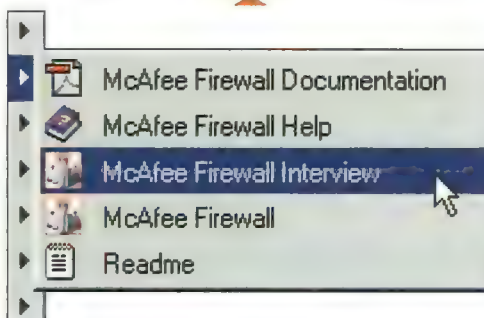 McAfee Firewall Documentation
McAfee Firewall Help
McAfee Firewall Interview
McAfee Firewall
Readme